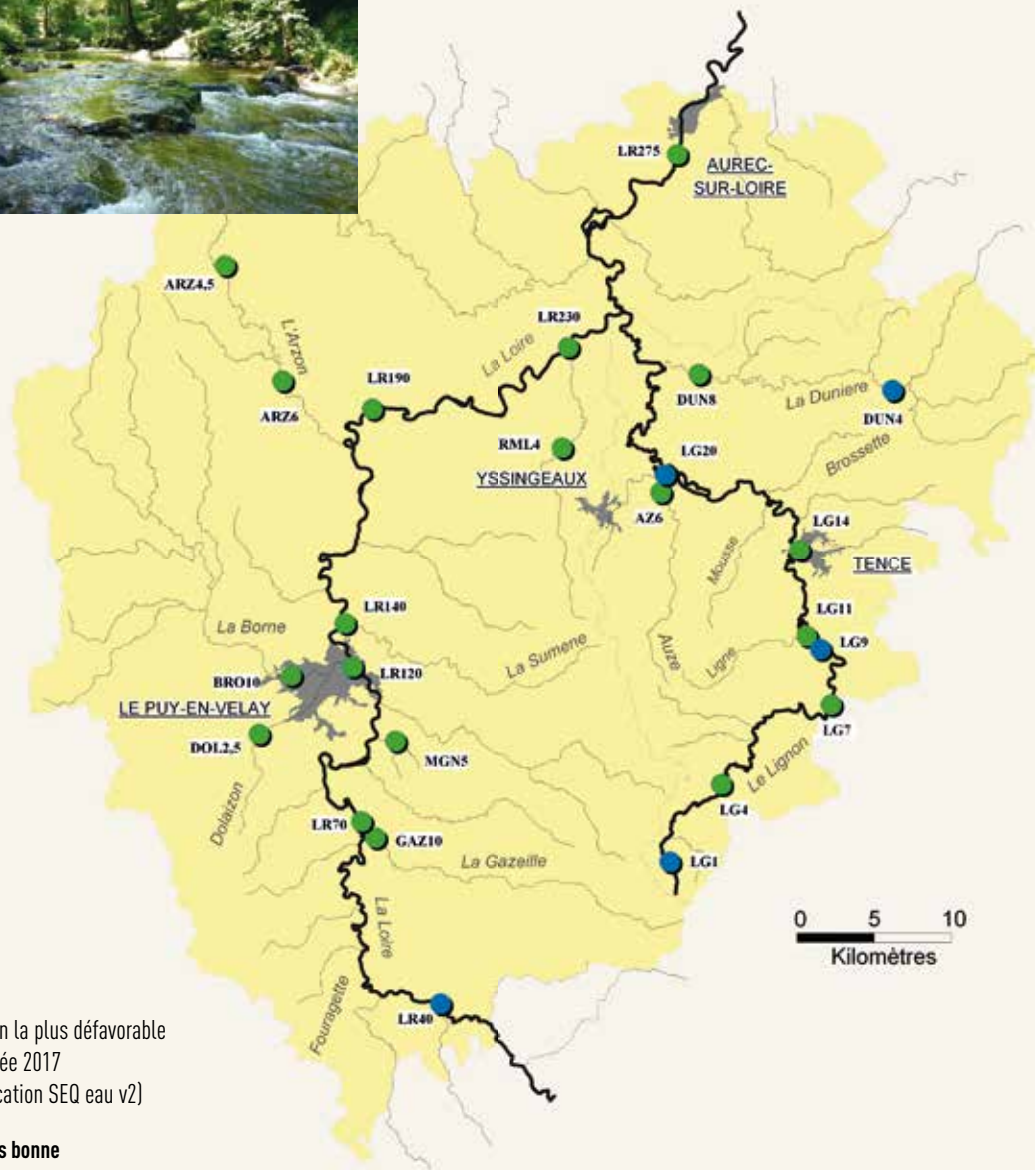 LR275
AUREC-
SUR-LOIRE
ARZ4,5
L'Arzon
LR230
La Loire
LR190
ARZ6
DUN8
La Duniere
DUN4
RML4
LG20
Brossette
YSSINGEAUX
AZ6
LG14
Mousse
TENCE
LR140
LG11
La Borne
La Sumene
Auze
Ligne
LG9
BRO10
LR120
LE PUY-EN-VELAY
LG7
DOL2,5
MGN5
Le Lignon
LG4
Dolaizon
LR70
GAZ10
La Gazeille
LG1
La Loire
0 5 10
Kilomètres
Fouragette
LR40
n la plus défavorable
ée 2017
cation SEQ eau v2)
s bonne